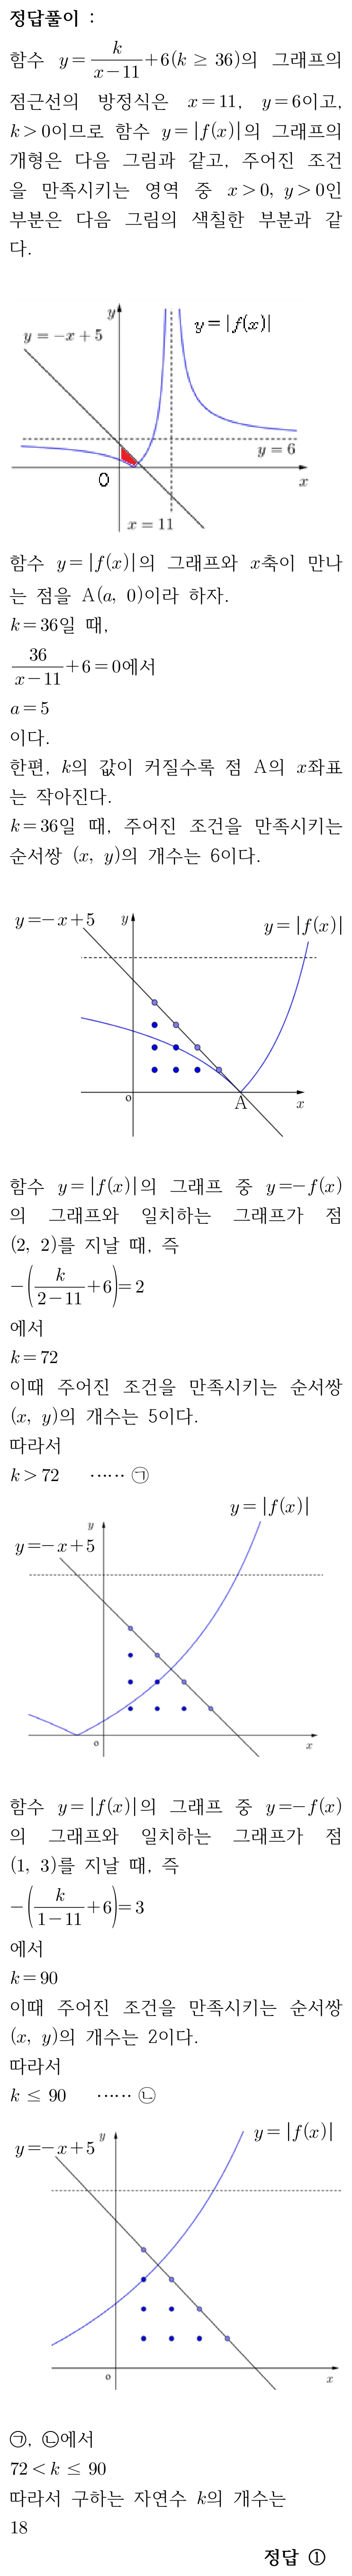 정답풀이 :
함수 y = k/(x-11) + 6 (k ≥ 36)의 그래프의
점근선의 방정식은 x = 11, y = 6이고,
k > 0이므로 함수 y = |f(x)|의 그래프의
개형은 다음 그림과 같고, 주어진 조건
을 만족시키는 영역 중 x > 0, y > 0인
부분은 다음 그림의 색칠한 부분과 같
다.
y
y = |f(x)|
y = -x + 5
y = 6
0
x
x = 11
함수 y = |f(x)|의 그래프와 x축이 만나
는 점을 A(a, 0)이라 하자.
k = 36일 때,
36/(x-11) + 6 = 0에서
a = 5
이다.
한편, k의 값이 커질수록 점 A의 x좌표
는 작아진다.
k = 36일 때, 주어진 조건을 만족시키는
순서쌍 (x, y)의 개수는 6이다.
y = -x + 5
y
y = |f(x)|
o
A
x
함수 y = |f(x)|의 그래프 중 y = -f(x)
의 그래프와 일치하는 그래프가 점
(2, 2)를 지날 때, 즉
-(k/(2-11) + 6) = 2
에서
k = 72
이때 주어진 조건을 만족시키는 순서쌍
(x, y)의 개수는 5이다.
따라서
k > 72 …… ㉠
y = |f(x)|
y
y = -x + 5
o
x
함수 y = |f(x)|의 그래프 중 y = -f(x)
의 그래프와 일치하는 그래프가 점
(1, 3)를 지날 때, 즉
-(k/(1-11) + 6) = 3
에서
k = 90
이때 주어진 조건을 만족시키는 순서쌍
(x, y)의 개수는 2이다.
따라서
k ≤ 90 …… ㉡
y = |f(x)|
y = -x + 5
y
o
x
㉠, ㉡에서
72 < k ≤ 90
따라서 구하는 자연수 k의 개수는
18
정답 ①